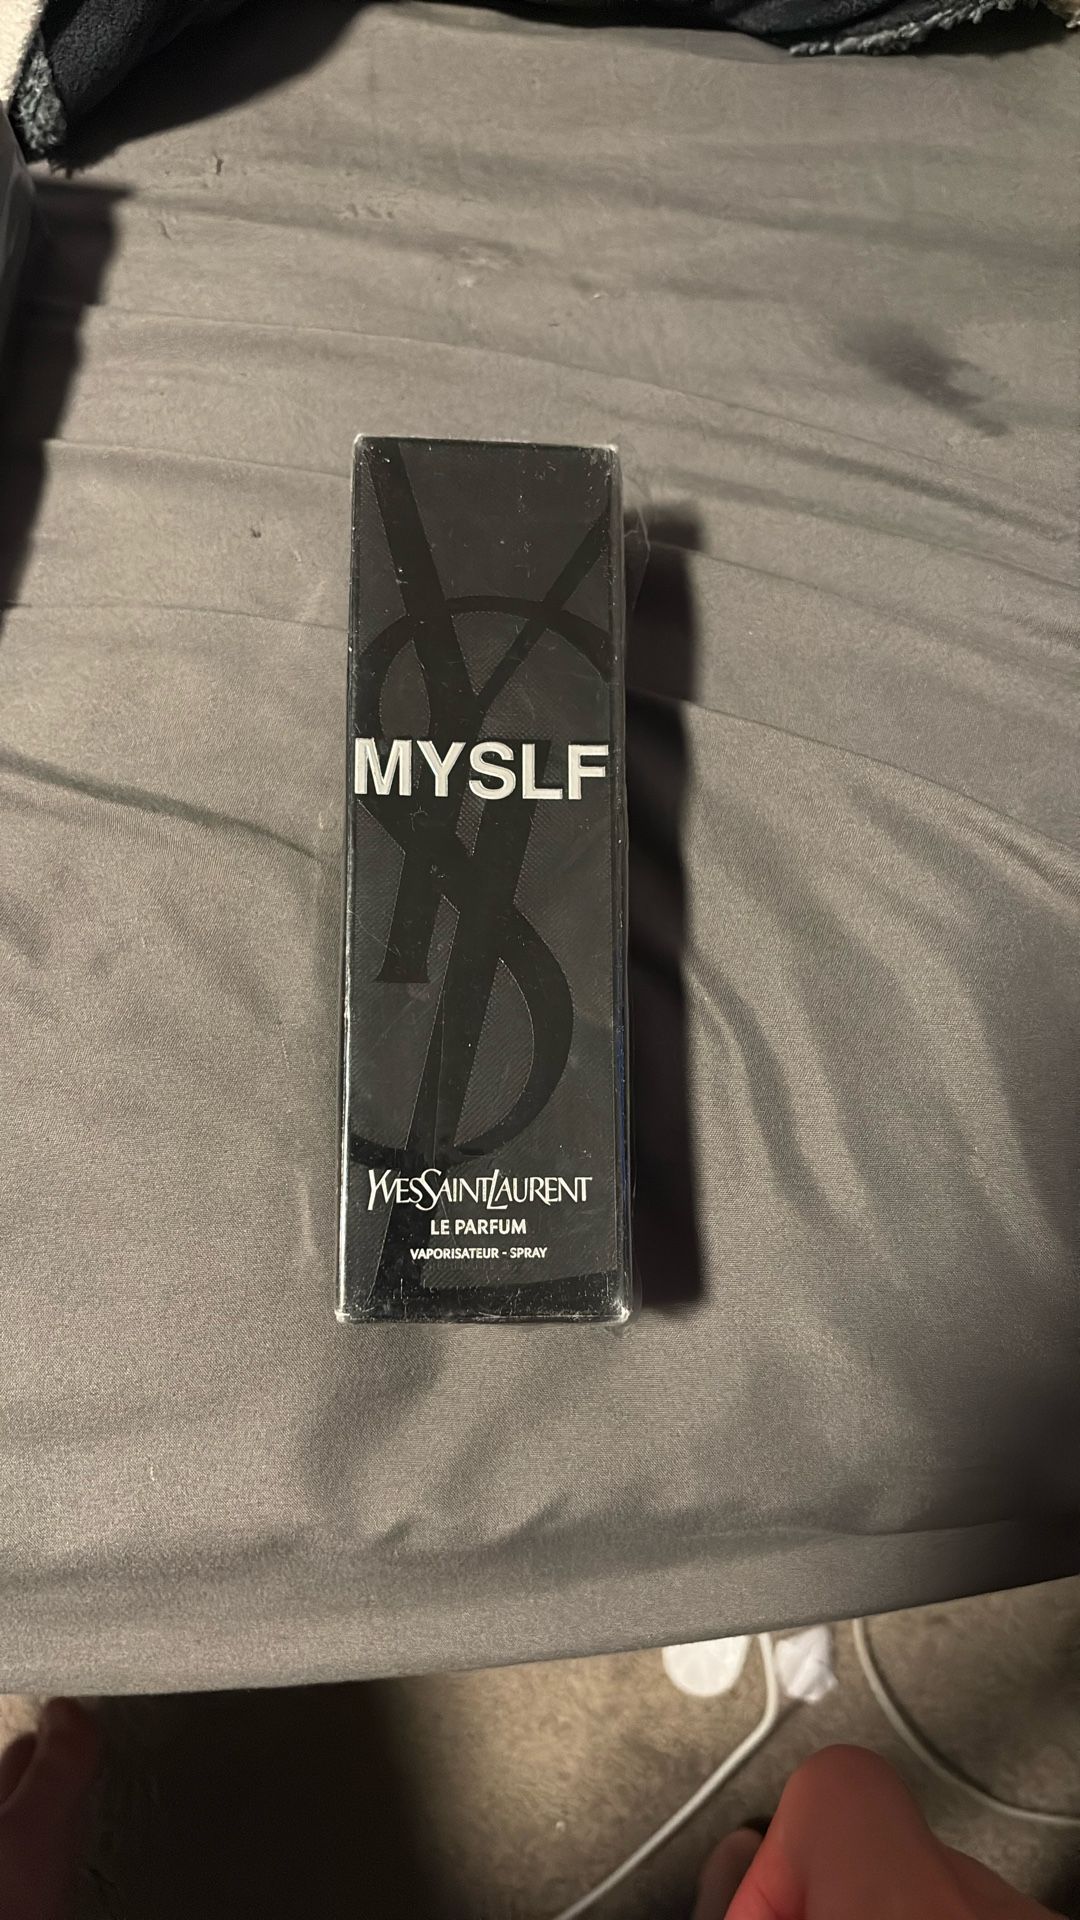 MYSLF
YVESSAINTLAURENT
LE PARFUM
VAPORISATEUR - SPRAY